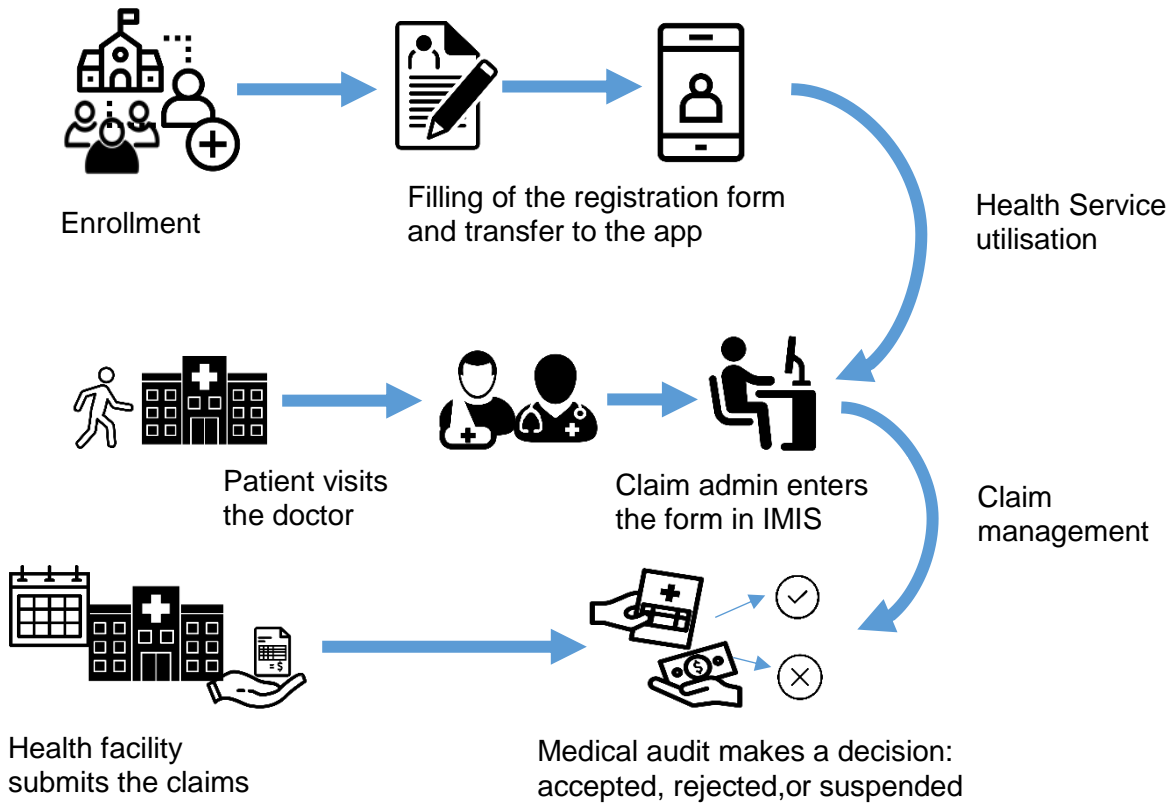 Enrollment
Filling of the registration form
and transfer to the app
Health Service
utilisation
Patient visits
the doctor
Claim admin enters
the form in IMIS
Claim
management
= $
$
Health facility
submits the claims
Medical audit makes a decision:
accepted, rejected,or suspended